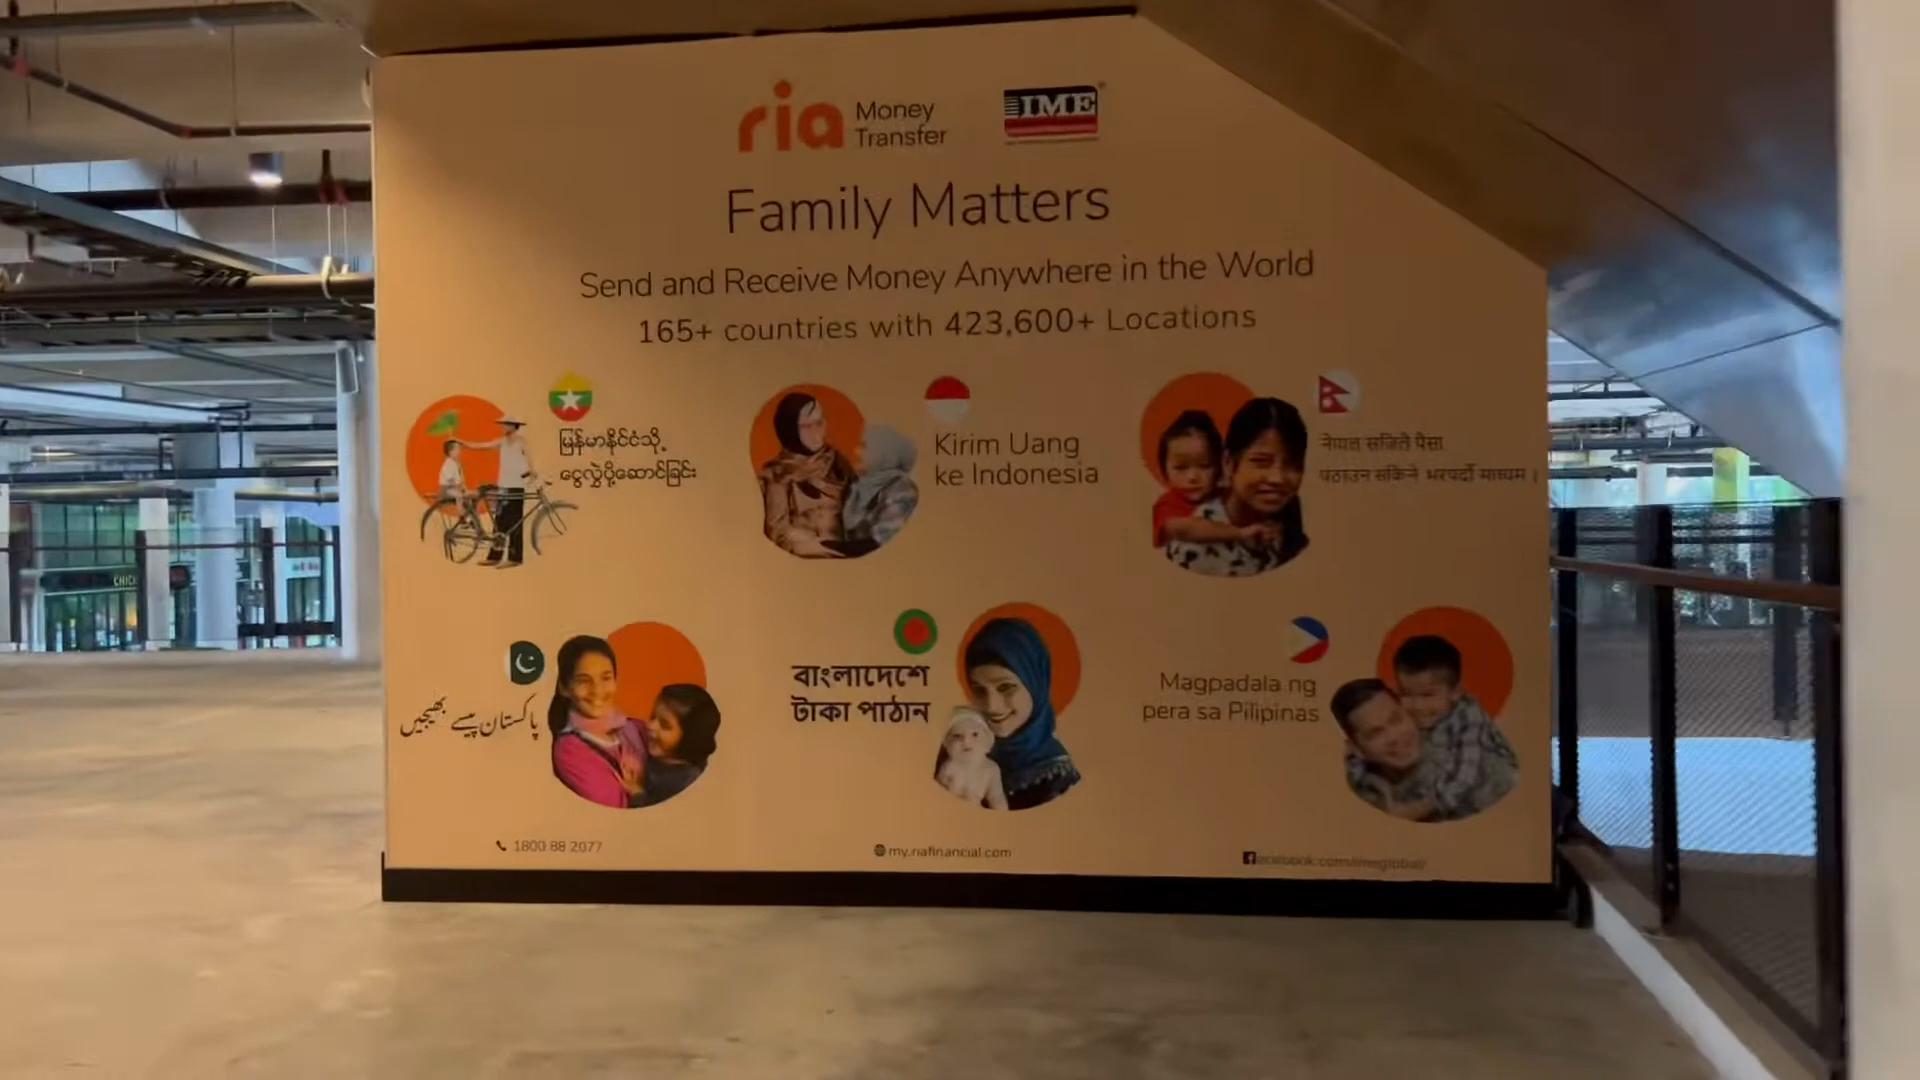 ria Money
Transfer
IME
Family Matters
Send and Receive Money Anywhere in the World
165+ countries with 423,600+ Locations
မြန်မာနိုင်ငံသို့
ငွေလွှဲပို့ဆောင်ခြင်း
Kirim Uang
ke Indonesia
नेपाल सजिलै पैसा
पठाउन सकिने भरपर्दो माध्यम ।
پاکستان پیسے بھیجیں
বাংলাদেশে
টাকা পাঠান
Magpadala ng
pera sa Pilipinas
1800 88 2077
my.riafinancial.com
facebook.com/imeglobal/
CHIC